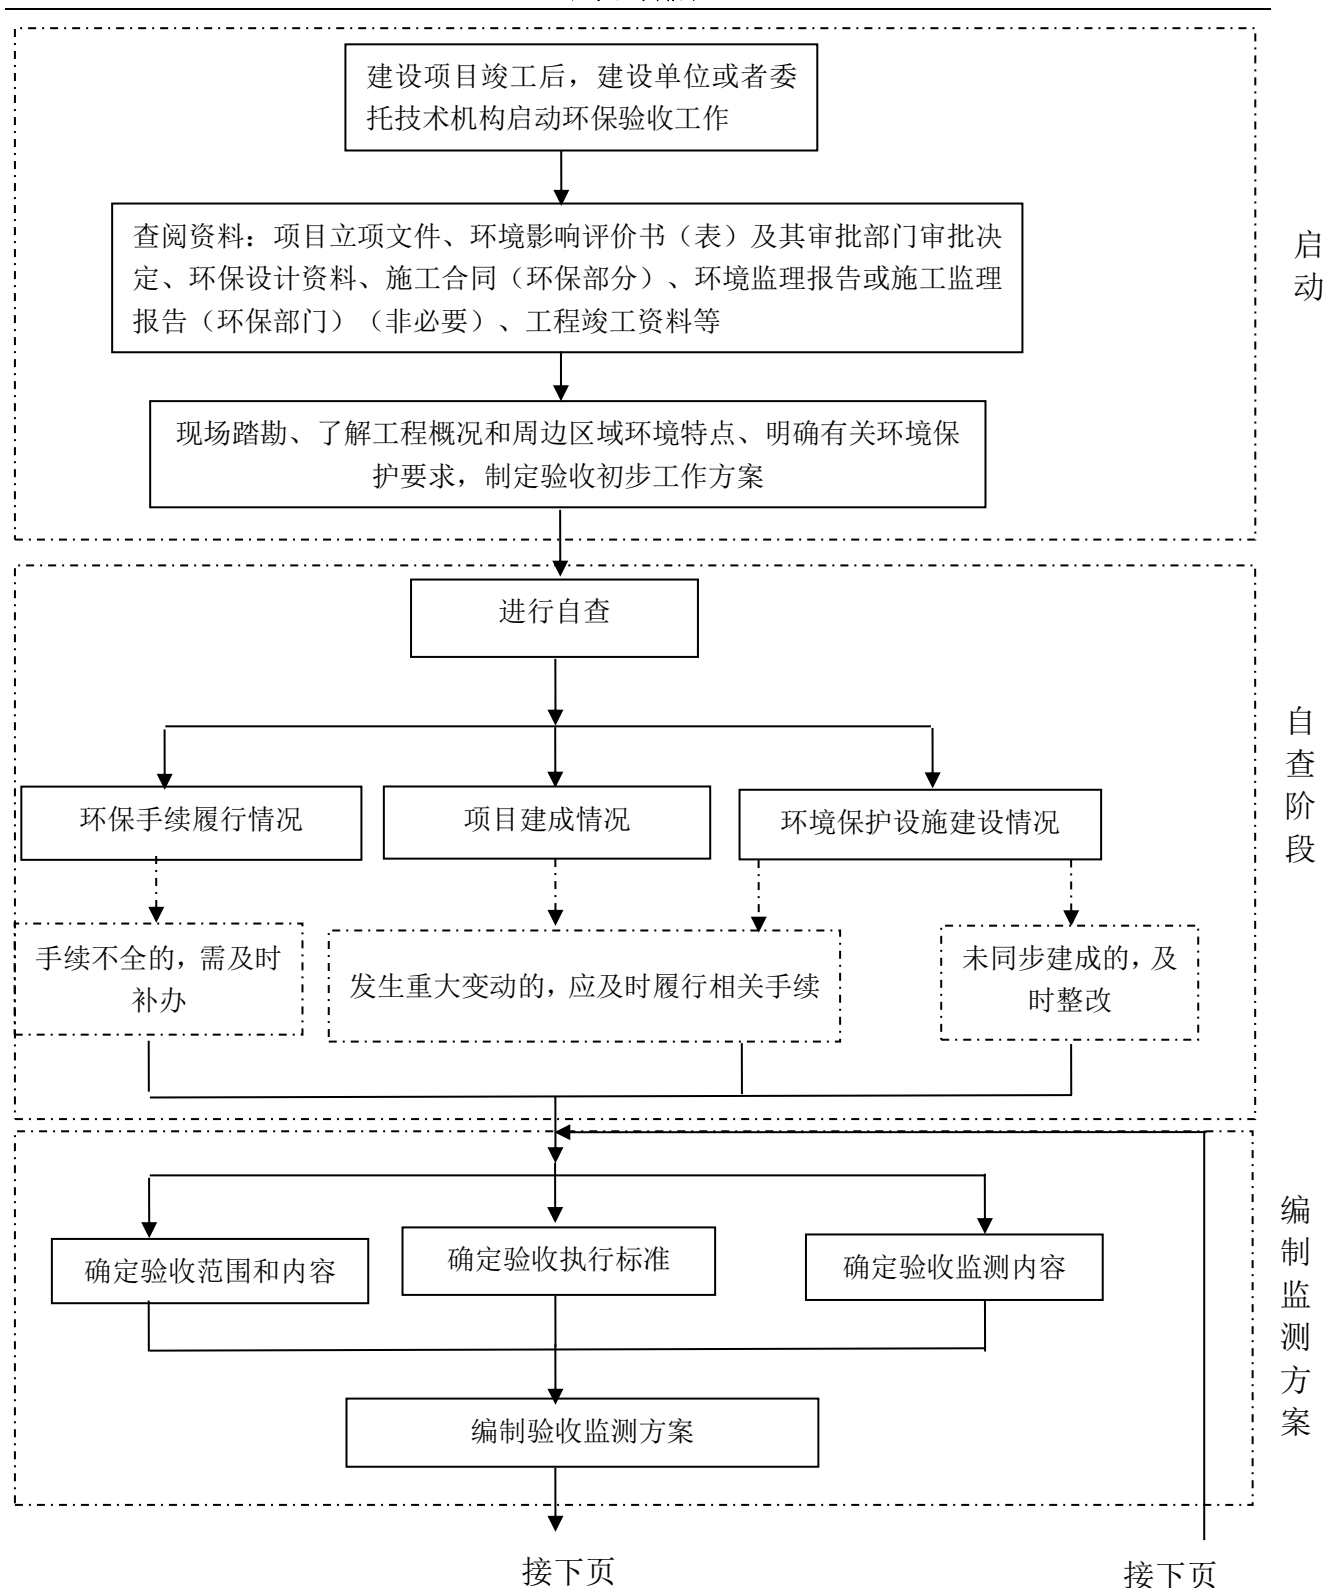 建设项目竣工后，建设单位或者委
托技术机构启动环保验收工作
查阅资料：项目立项文件、环境影响评价书（表）及其审批部门审批决
定、环保设计资料、施工合同（环保部分）、环境监理报告或施工监理
报告（环保部门）（非必要）、工程竣工资料等
现场踏勘、了解工程概况和周边区域环境特点、明确有关环境保
护要求，制定验收初步工作方案
启
动
进行自查
环保手续履行情况
项目建成情况
环境保护设施建设情况
手续不全的，需及时
补办
发生重大变动的，应及时履行相关手续
未同步建成的，及
时整改
自
查
阶
段
确定验收范围和内容
确定验收执行标准
确定验收监测内容
编制验收监测方案
编
制
监
测
方
案
接下页
接下页